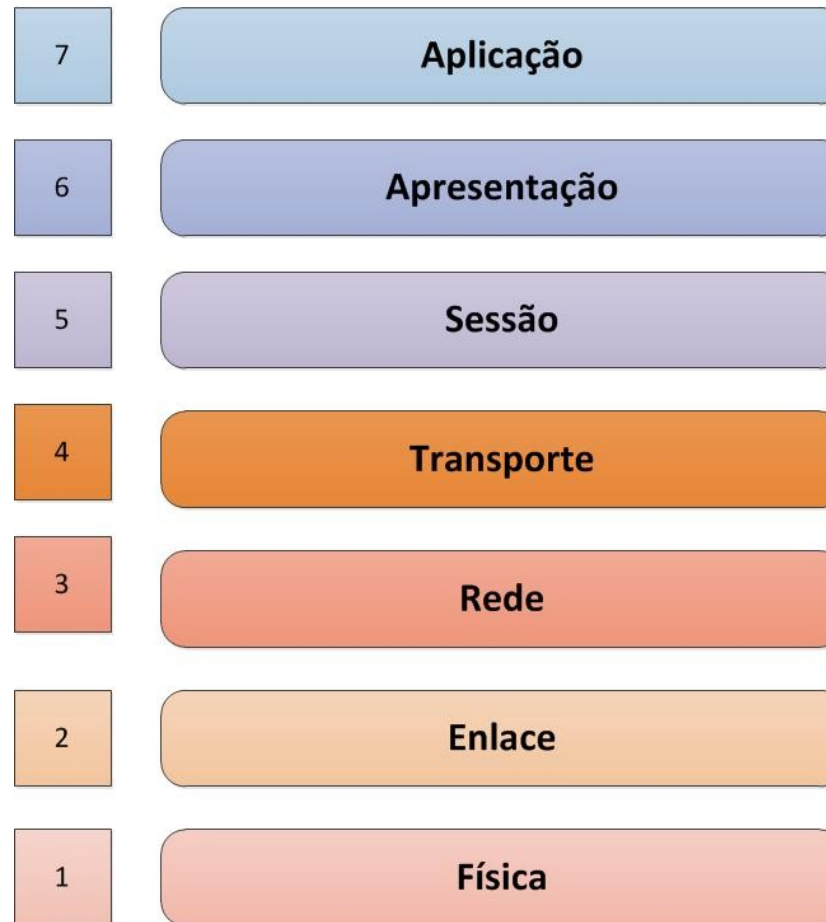 7 Aplicação
6 Apresentação
5 Sessão
4 Transporte
3 Rede
2 Enlace
1 Física